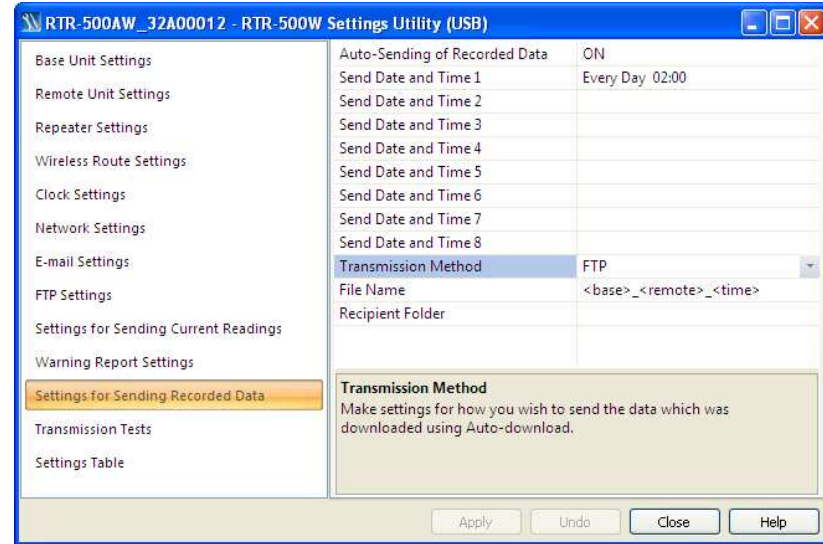 RTR-500AW_32A00012 - RTR-500W Settings Utility (USB)
Base Unit Settings
Remote Unit Settings
Repeater Settings
Wireless Route Settings
Clock Settings
Network Settings
E-mail Settings
FTP Settings
Settings for Sending Current Readings
Warning Report Settings
Settings for Sending Recorded Data
Transmission Tests
Settings Table
Auto-Sending of Recorded Data ON
Send Date and Time 1 Every Day 02:00
Send Date and Time 2
Send Date and Time 3
Send Date and Time 4
Send Date and Time 5
Send Date and Time 6
Send Date and Time 7
Send Date and Time 8
Transmission Method FTP
File Name <base>_<remote>_<time>
Recipient Folder
Transmission Method
Make settings for how you wish to send the data which was
downloaded using Auto-download.
Apply Undo Close Help